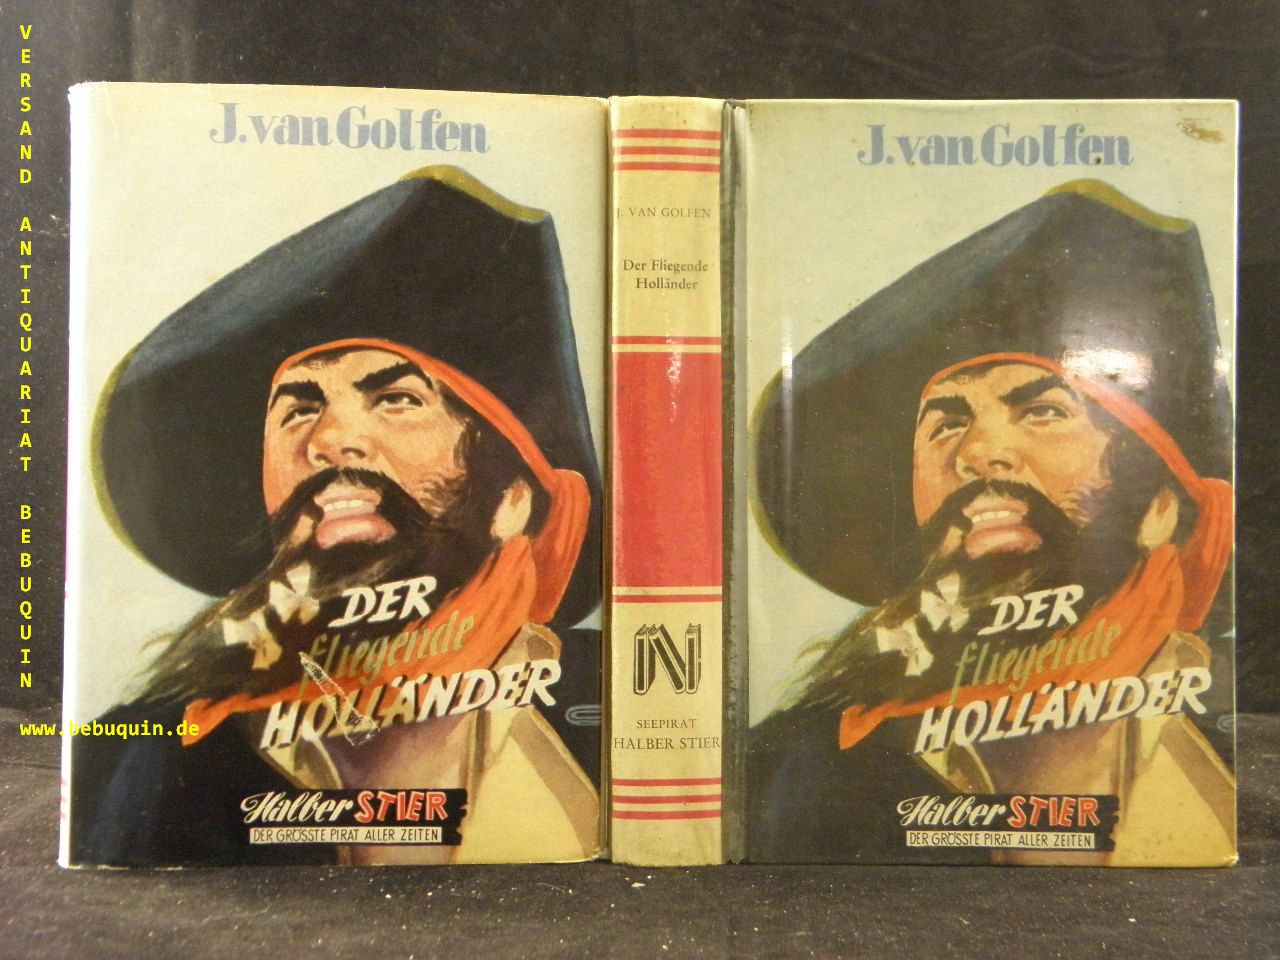 VERSAND ANTIQUARIAT BEBUQUIN
www.bebuquin.de
J. van Golfen
DER
fliegende
HOLLÄNDER
Halber STIER
DER GRÖSSTE PIRAT ALLER ZEITEN
J. VAN GOLFEN
Der Fliegende
Holländer
N
SEEPIRAT
HALBER STIER
J. van Golfen
DER
fliegende
HOLLÄNDER
Halber STIER
DER GRÖSSTE PIRAT ALLER ZEITEN